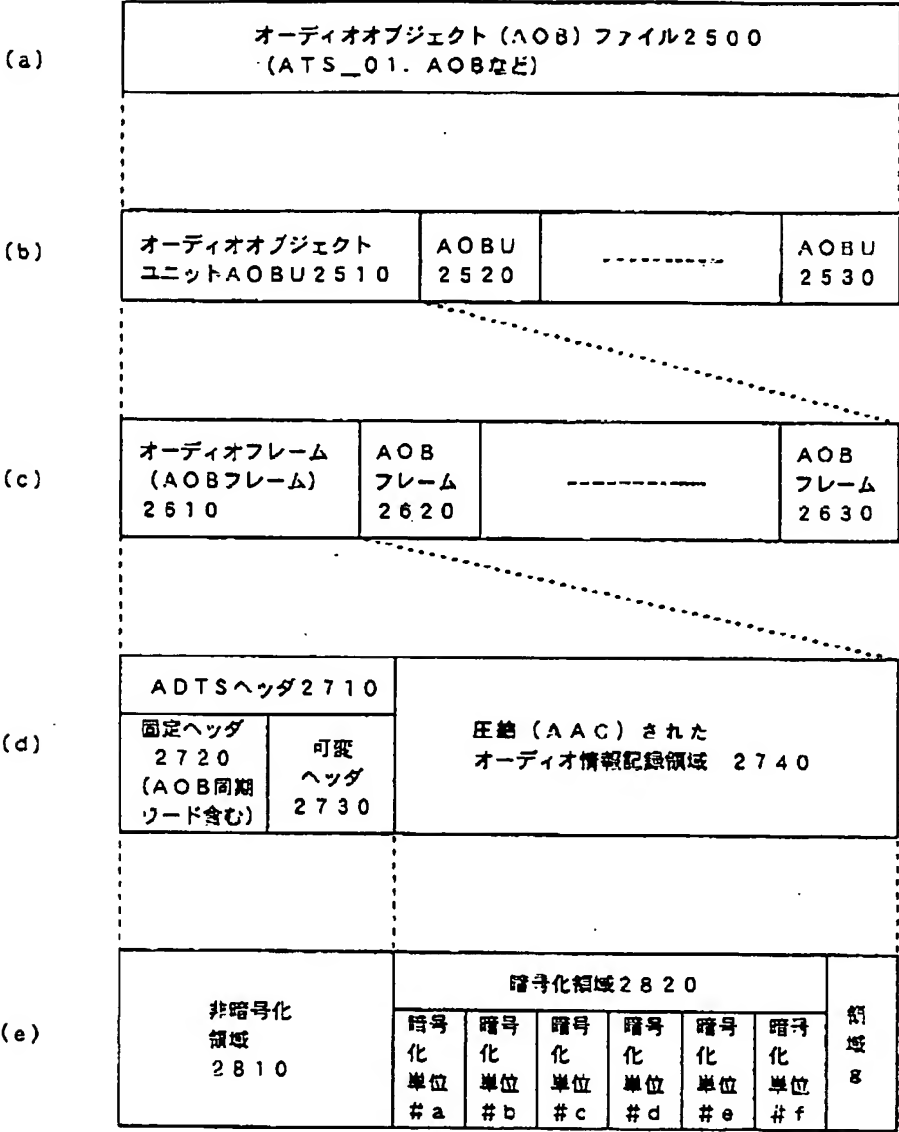 (a)
オーディオオブジェクト(AOB)ファイル2500
(ATS_01.AOBなど)
(b)
オーディオオブジェクト
ユニットAOBU2510
AOBU
2520
AOBU
2530
(c)
オーディオフレーム
(AOBフレーム)
2610
AOB
フレーム
2620
AOB
フレーム
2630
(d)
ADTSヘッダ2710
固定ヘッダ
2720
(AOB同期
ワード含む)
可変
ヘッダ
2730
圧縮(AAC)された
オーディオ情報記録領域 2740
(e)
非暗号化
領域
2810
暗号化領域2820
暗号
化
単位
#a
暗号
化
単位
#b
暗号
化
単位
#c
暗号
化
単位
#d
暗号
化
単位
#e
暗号
化
単位
#f
領
域
g